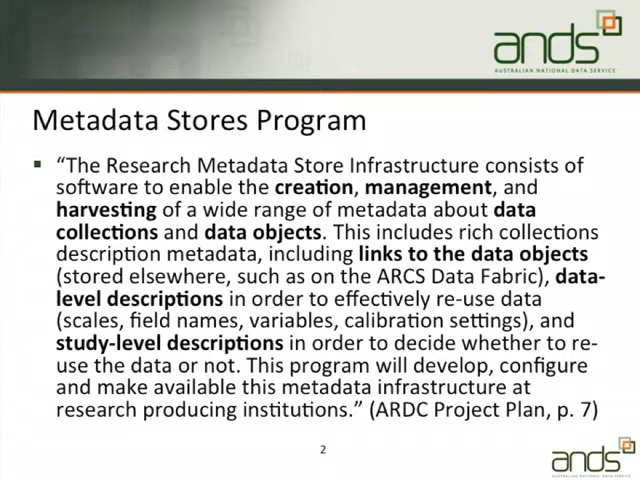 ands
AUSTRALIAN NATIONAL DATA SERVICE
Metadata Stores Program
▪ “The Research Metadata Store Infrastructure consists of
software to enable the creation, management, and
harvesting of a wide range of metadata about data
collections and data objects. This includes rich collections
description metadata, including links to the data objects
(stored elsewhere, such as on the ARCS Data Fabric), data-
level descriptions in order to effectively re-use data
(scales, field names, variables, calibration settings), and
study-level descriptions in order to decide whether to re-
use the data or not. This program will develop, configure
and make available this metadata infrastructure at
research producing institutions.” (ARDC Project Plan, p. 7)
2
ands
AUSTRALIAN NATIONAL DATA SERVICE